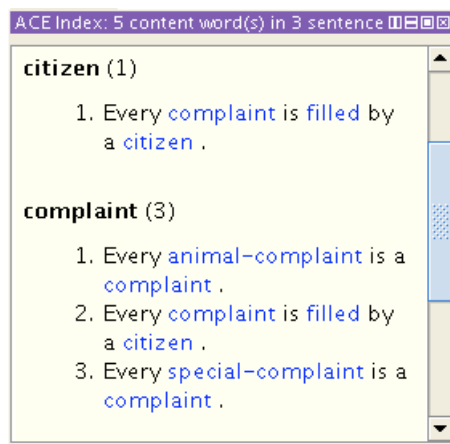 ACE Index: 5 content word(s) in 3 sentence
citizen (1)
1. Every complaint is filled by
a citizen .
complaint (3)
1. Every animal-complaint is a
complaint .
2. Every complaint is filled by
a citizen .
3. Every special-complaint is a
complaint .